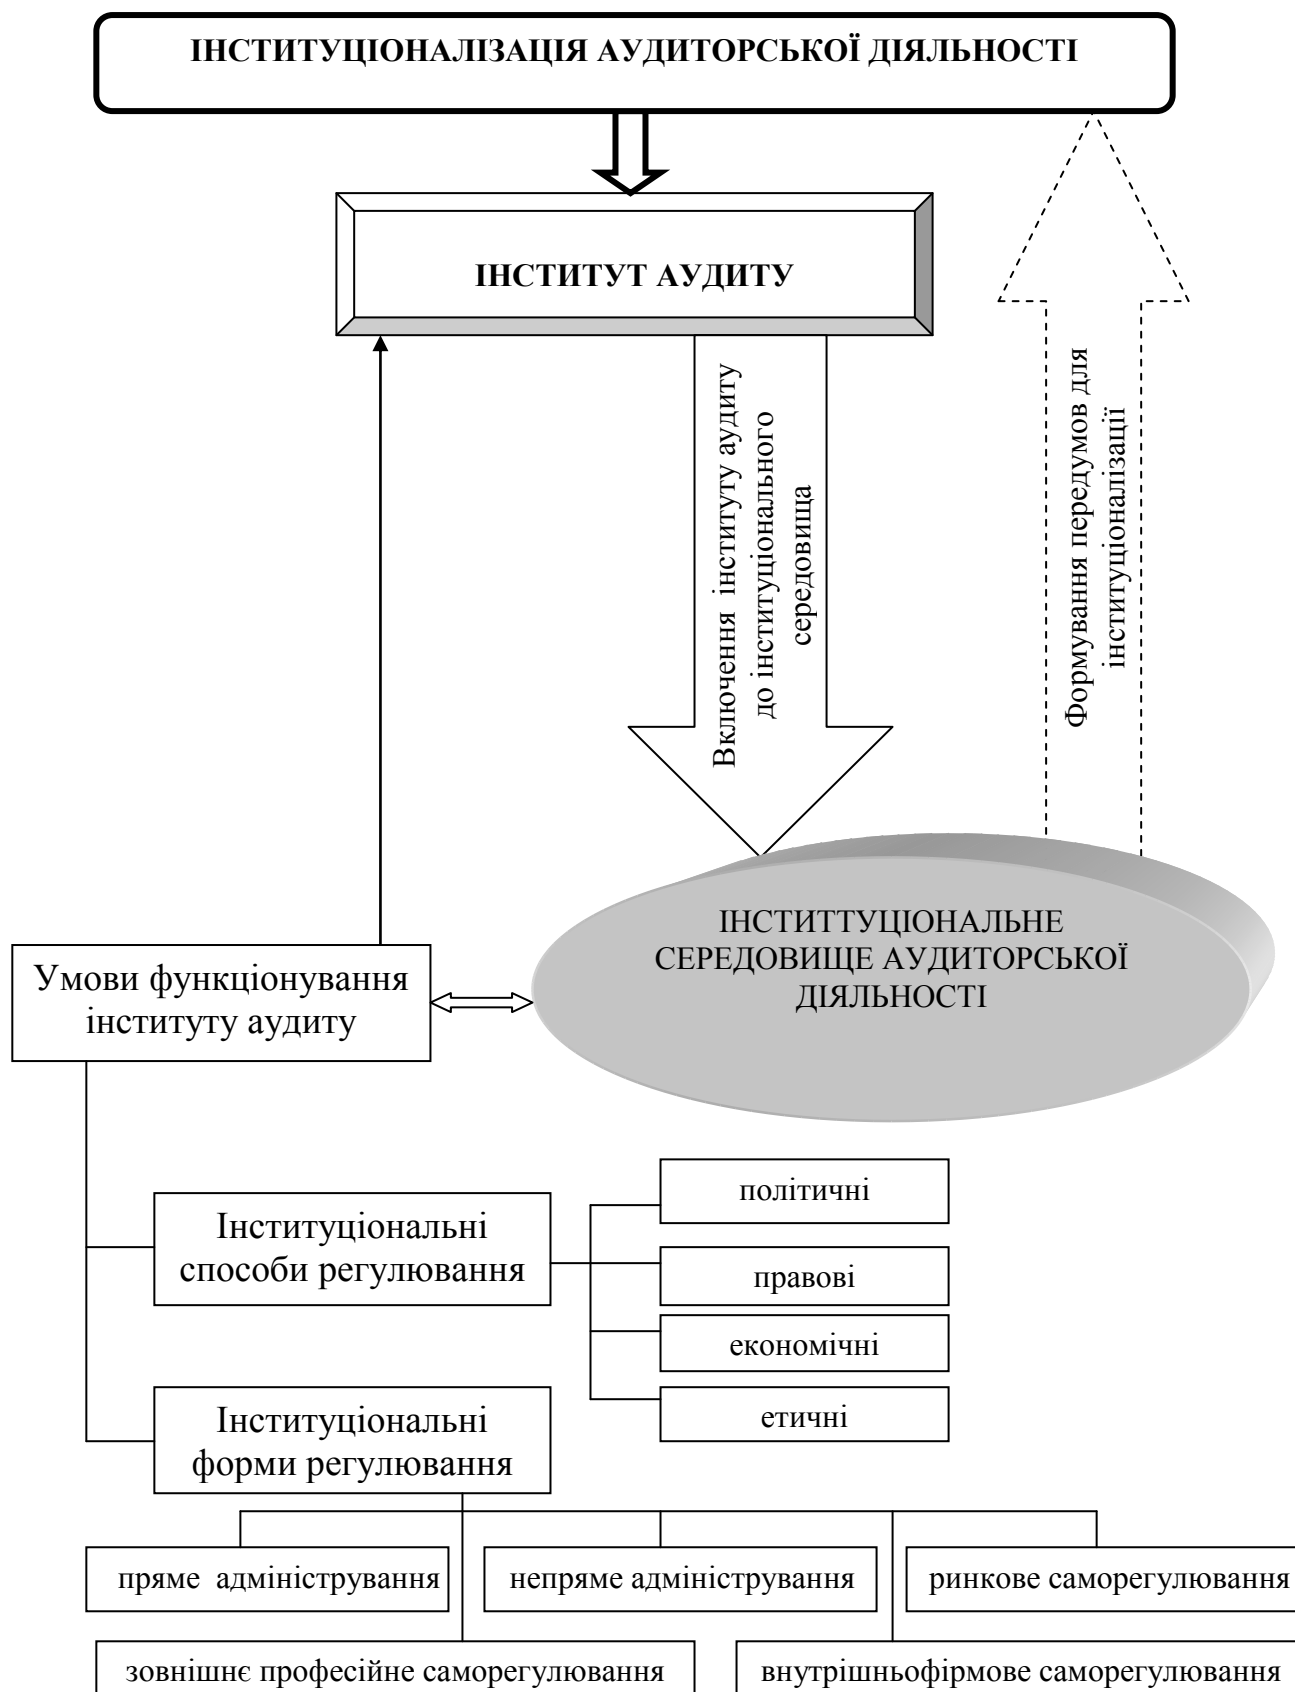 ІНСТИТУЦІОНАЛІЗАЦІЯ АУДИТОРСЬКОЇ ДІЯЛЬНОСТІ
ІНСТИТУТ АУДИТУ
Включення інституту аудиту
до інституціонального
середовища
Формування передумов для
інституціоналізації
ІНСТИТТУЦІОНАЛЬНЕ
СЕРЕДОВИЩЕ АУДИТОРСЬКОЇ
ДІЯЛЬНОСТІ
Умови функціонування
інституту аудиту
Інституціональні
способи регулювання
політичні
правові
економічні
етичні
Інституціональні
форми регулювання
пряме адміністрування
непряме адміністрування
ринкове саморегулювання
зовнішнє професійне саморегулювання
внутрішньофірмове саморегулювання